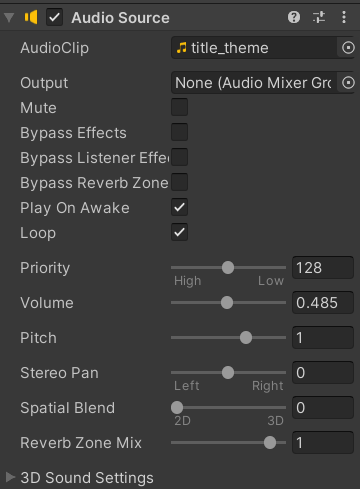 Audio Source
AudioClip title_theme
Output None (Audio Mixer Gro
Mute
Bypass Effects
Bypass Listener Effe
Bypass Reverb Zone
Play On Awake
Loop
Priority 128
High Low
Volume 0.485
Pitch 1
Stereo Pan 0
Left Right
Spatial Blend 0
2D 3D
Reverb Zone Mix 1
3D Sound Settings